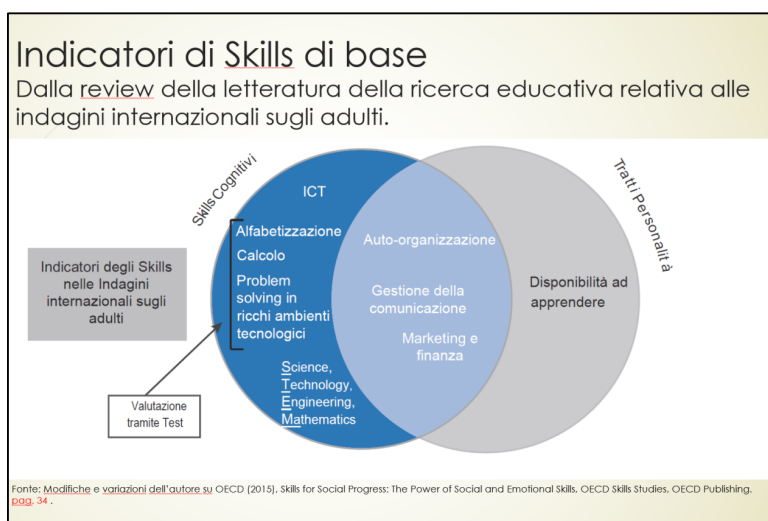 Indicatori di Skills di base
Dalla review della letteratura della ricerca educativa relativa alle
indagini internazionali sugli adulti.
Skills Cognitivi
Tratti Personalit à
ICT
Alfabetizzazione
Calcolo
Problem
solving in
ricchi ambienti
tecnologici
Science,
Technology,
Engineering,
Mathematics
Auto-organizzazione
Gestione della
comunicazione
Marketing e
finanza
Disponibilità ad
apprendere
Indicatori degli Skills
nelle Indagini
internazionali sugli
adulti
Valutazione
tramite Test
Fonte: Modifiche e variazioni dell'autore su OECD (2015), Skills for Social Progress: The Power of Social and Emotional Skills, OECD Skills Studies, OECD Publishing.
pag. 34 .